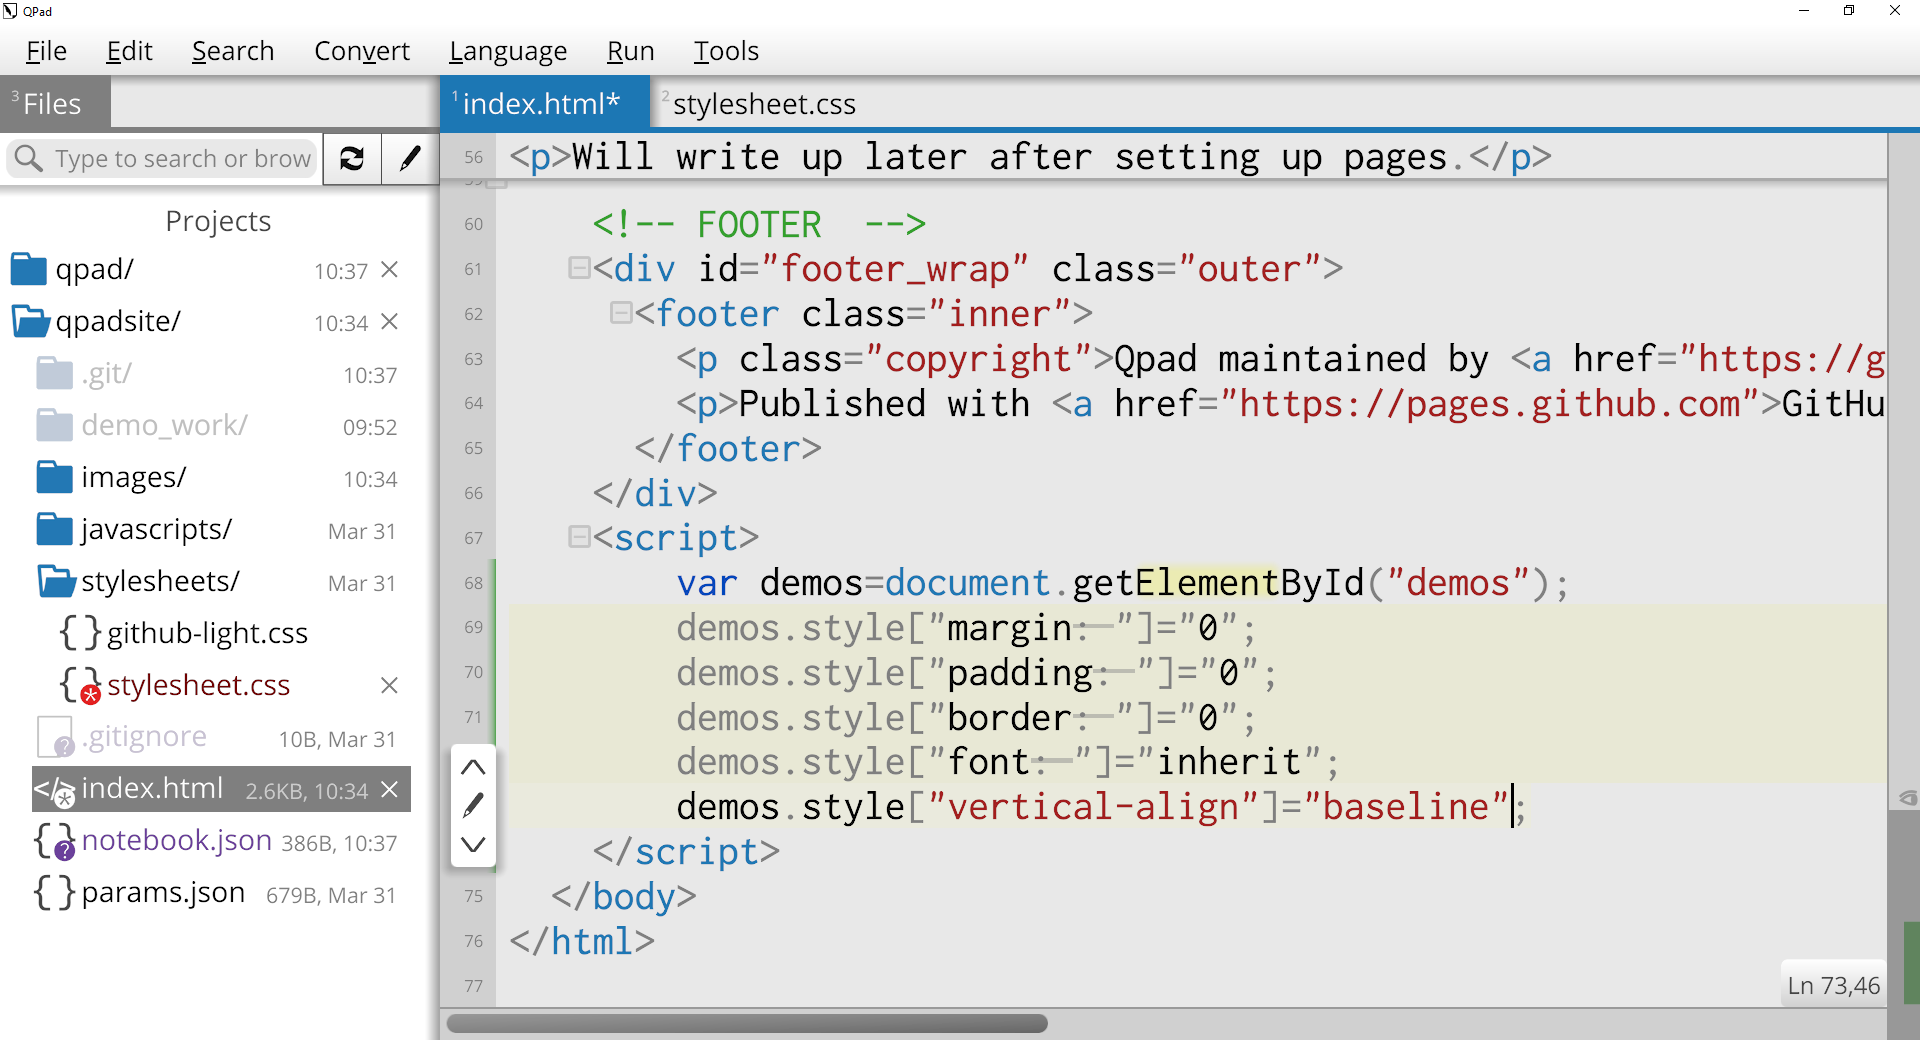 QPad
File Edit Search Convert Language Run Tools
3 Files
Type to search or brow
Projects
qpad/ 10:37
qpadsite/ 10:34
.git/ 10:37
demo_work/ 09:52
images/ 10:34
javascripts/ Mar 31
stylesheets/ Mar 31
{} github-light.css
{} stylesheet.css
.gitignore 10B, Mar 31
</> index.html 2.6KB, 10:34
{} notebook.json 386B, 10:37
{} params.json 679B, Mar 31
1 index.html* 2 stylesheet.css
56 <p>Will write up later after setting up pages.</p>
59
60 <!-- FOOTER  -->
61 <div id="footer_wrap" class="outer">
62 <footer class="inner">
63 <p class="copyright">Qpad maintained by <a href="https://g
64 <p>Published with <a href="https://pages.github.com">GitHu
65 </footer>
66 </div>
67 <script>
68 var demos=document.getElementById("demos");
69 demos.style["margin: "]="0";
70 demos.style["padding: "]="0";
71 demos.style["border: "]="0";
demos.style["font: "]="inherit";
demos.style["vertical-align"]="baseline";
</script>
75 </body>
76 </html>
77
Ln 73,46